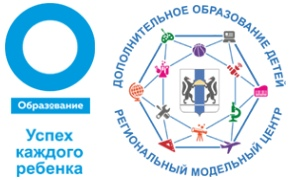 Образование
Успех
каждого
ребенка
ДОПОЛНИТЕЛЬНОЕ ОБРАЗОВАНИЕ ДЕТЕЙ
РЕГИОНАЛЬНЫЙ МОДЕЛЬНЫЙ ЦЕНТР